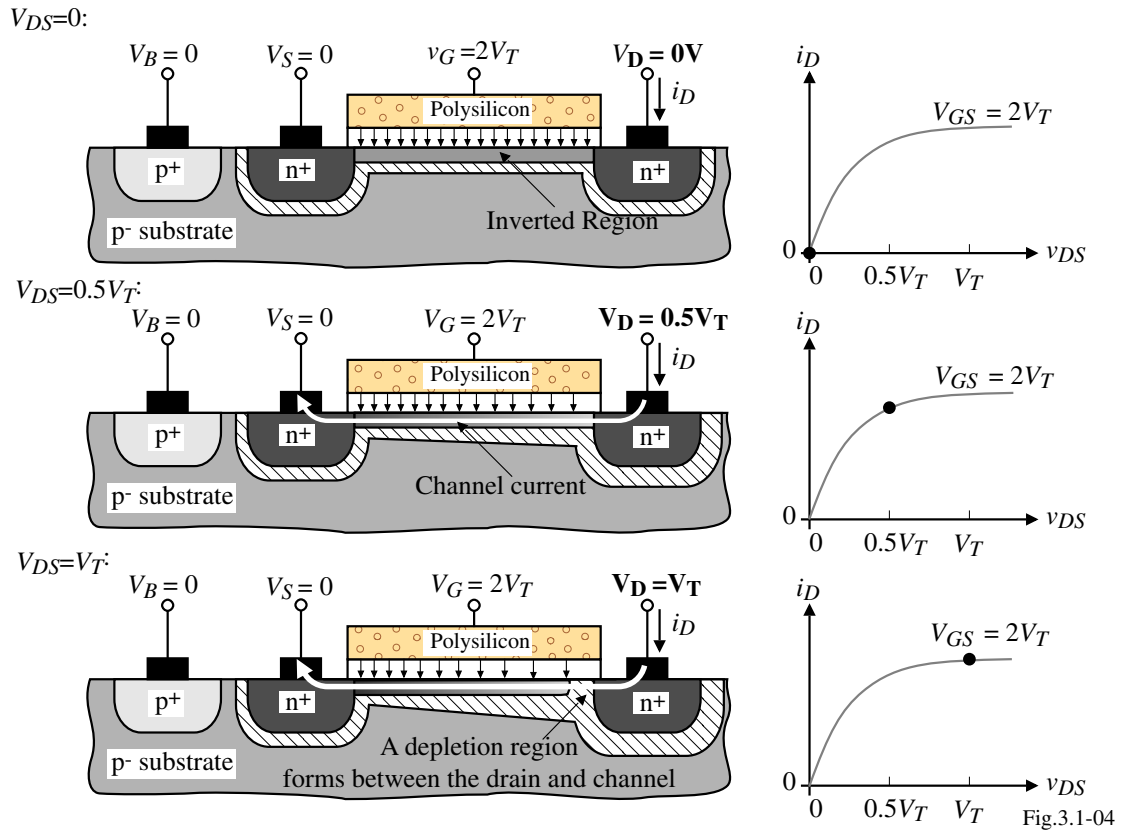 VDS=0:
VB = 0 VS = 0 vG =2VT VD = 0V iD
Polysilicon
p+ n+ n+
Inverted Region
p- substrate
iD
VGS = 2VT
0
0 0.5VT VT vDS
VDS=0.5VT:
VB = 0 VS = 0 VG = 2VT VD = 0.5VT iD
Polysilicon
p+ n+ n+
Channel current
p- substrate
iD
VGS = 2VT
0
0 0.5VT VT vDS
VDS=VT:
VB = 0 VS = 0 VG = 2VT VD =VT iD
Polysilicon
p+ n+ n+
A depletion region
p- substrate
forms between the drain and channel
iD
VGS = 2VT
0
0 0.5VT VT vDS
Fig.3.1-04